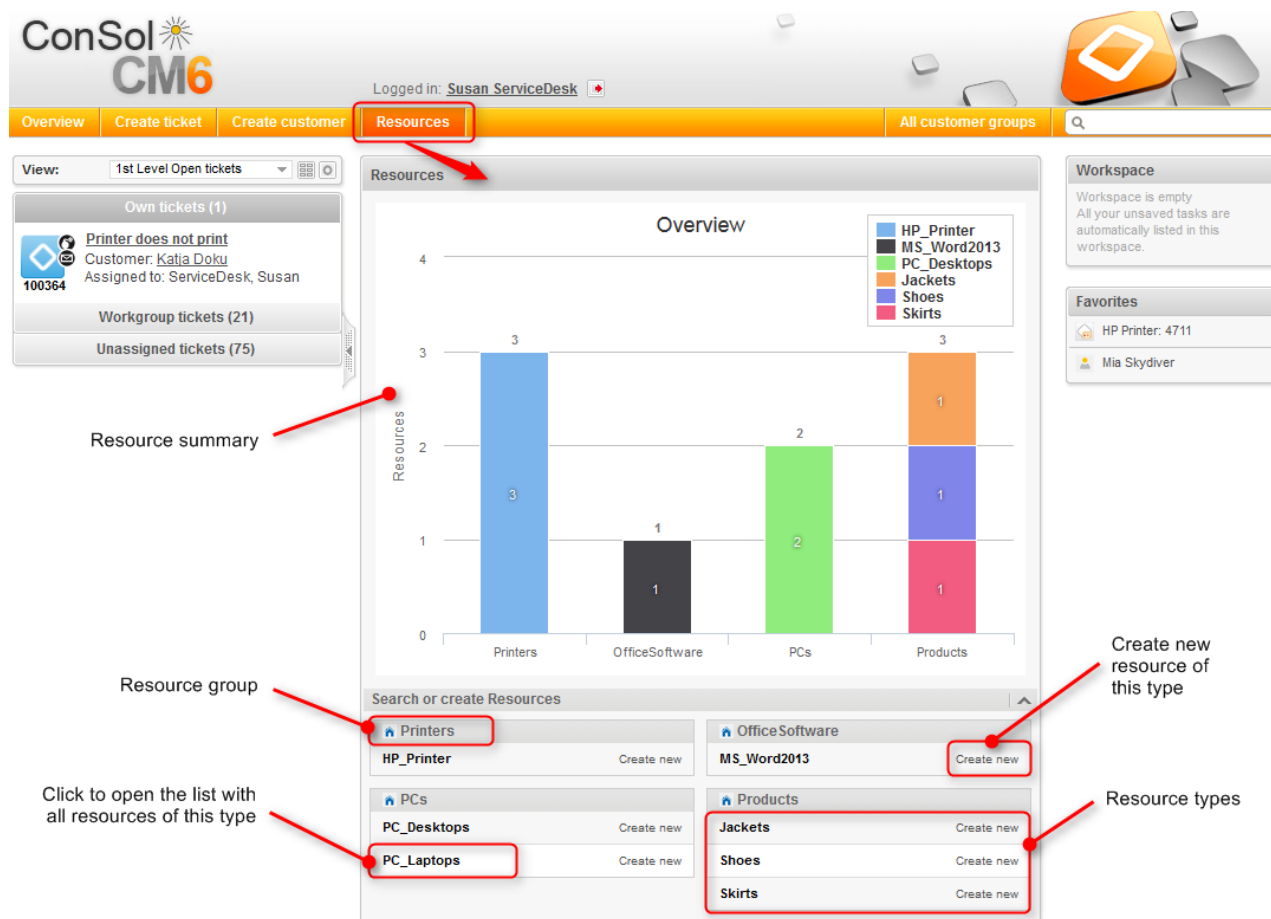 ConSol
CM6
Logged in: Susan ServiceDesk
Overview
Create ticket
Create customer
Resources
All customer groups
View:
1st Level Open tickets
Own tickets (1)
Printer does not print
Customer: Katja Doku
Assigned to: ServiceDesk, Susan
100364
Workgroup tickets (21)
Unassigned tickets (75)
Resource summary
Resource group
Click to open the list with
all resources of this type
Resources
Overview
HP_Printer
MS_Word2013
PC_Desktops
Jackets
Shoes
Skirts
Resources
4
3
2
1
0
3
3
1
1
2
2
3
1
1
1
Printers
OfficeSoftware
PCs
Products
Search or create Resources
Printers
HP_Printer
Create new
OfficeSoftware
MS_Word2013
Create new
PCs
PC_Desktops
Create new
PC_Laptops
Create new
Products
Jackets
Create new
Shoes
Create new
Skirts
Create new
Workspace
Workspace is empty
All your unsaved tasks are
automatically listed in this
workspace.
Favorites
HP Printer: 4711
Mia Skydiver
Create new
resource of
this type
Resource types